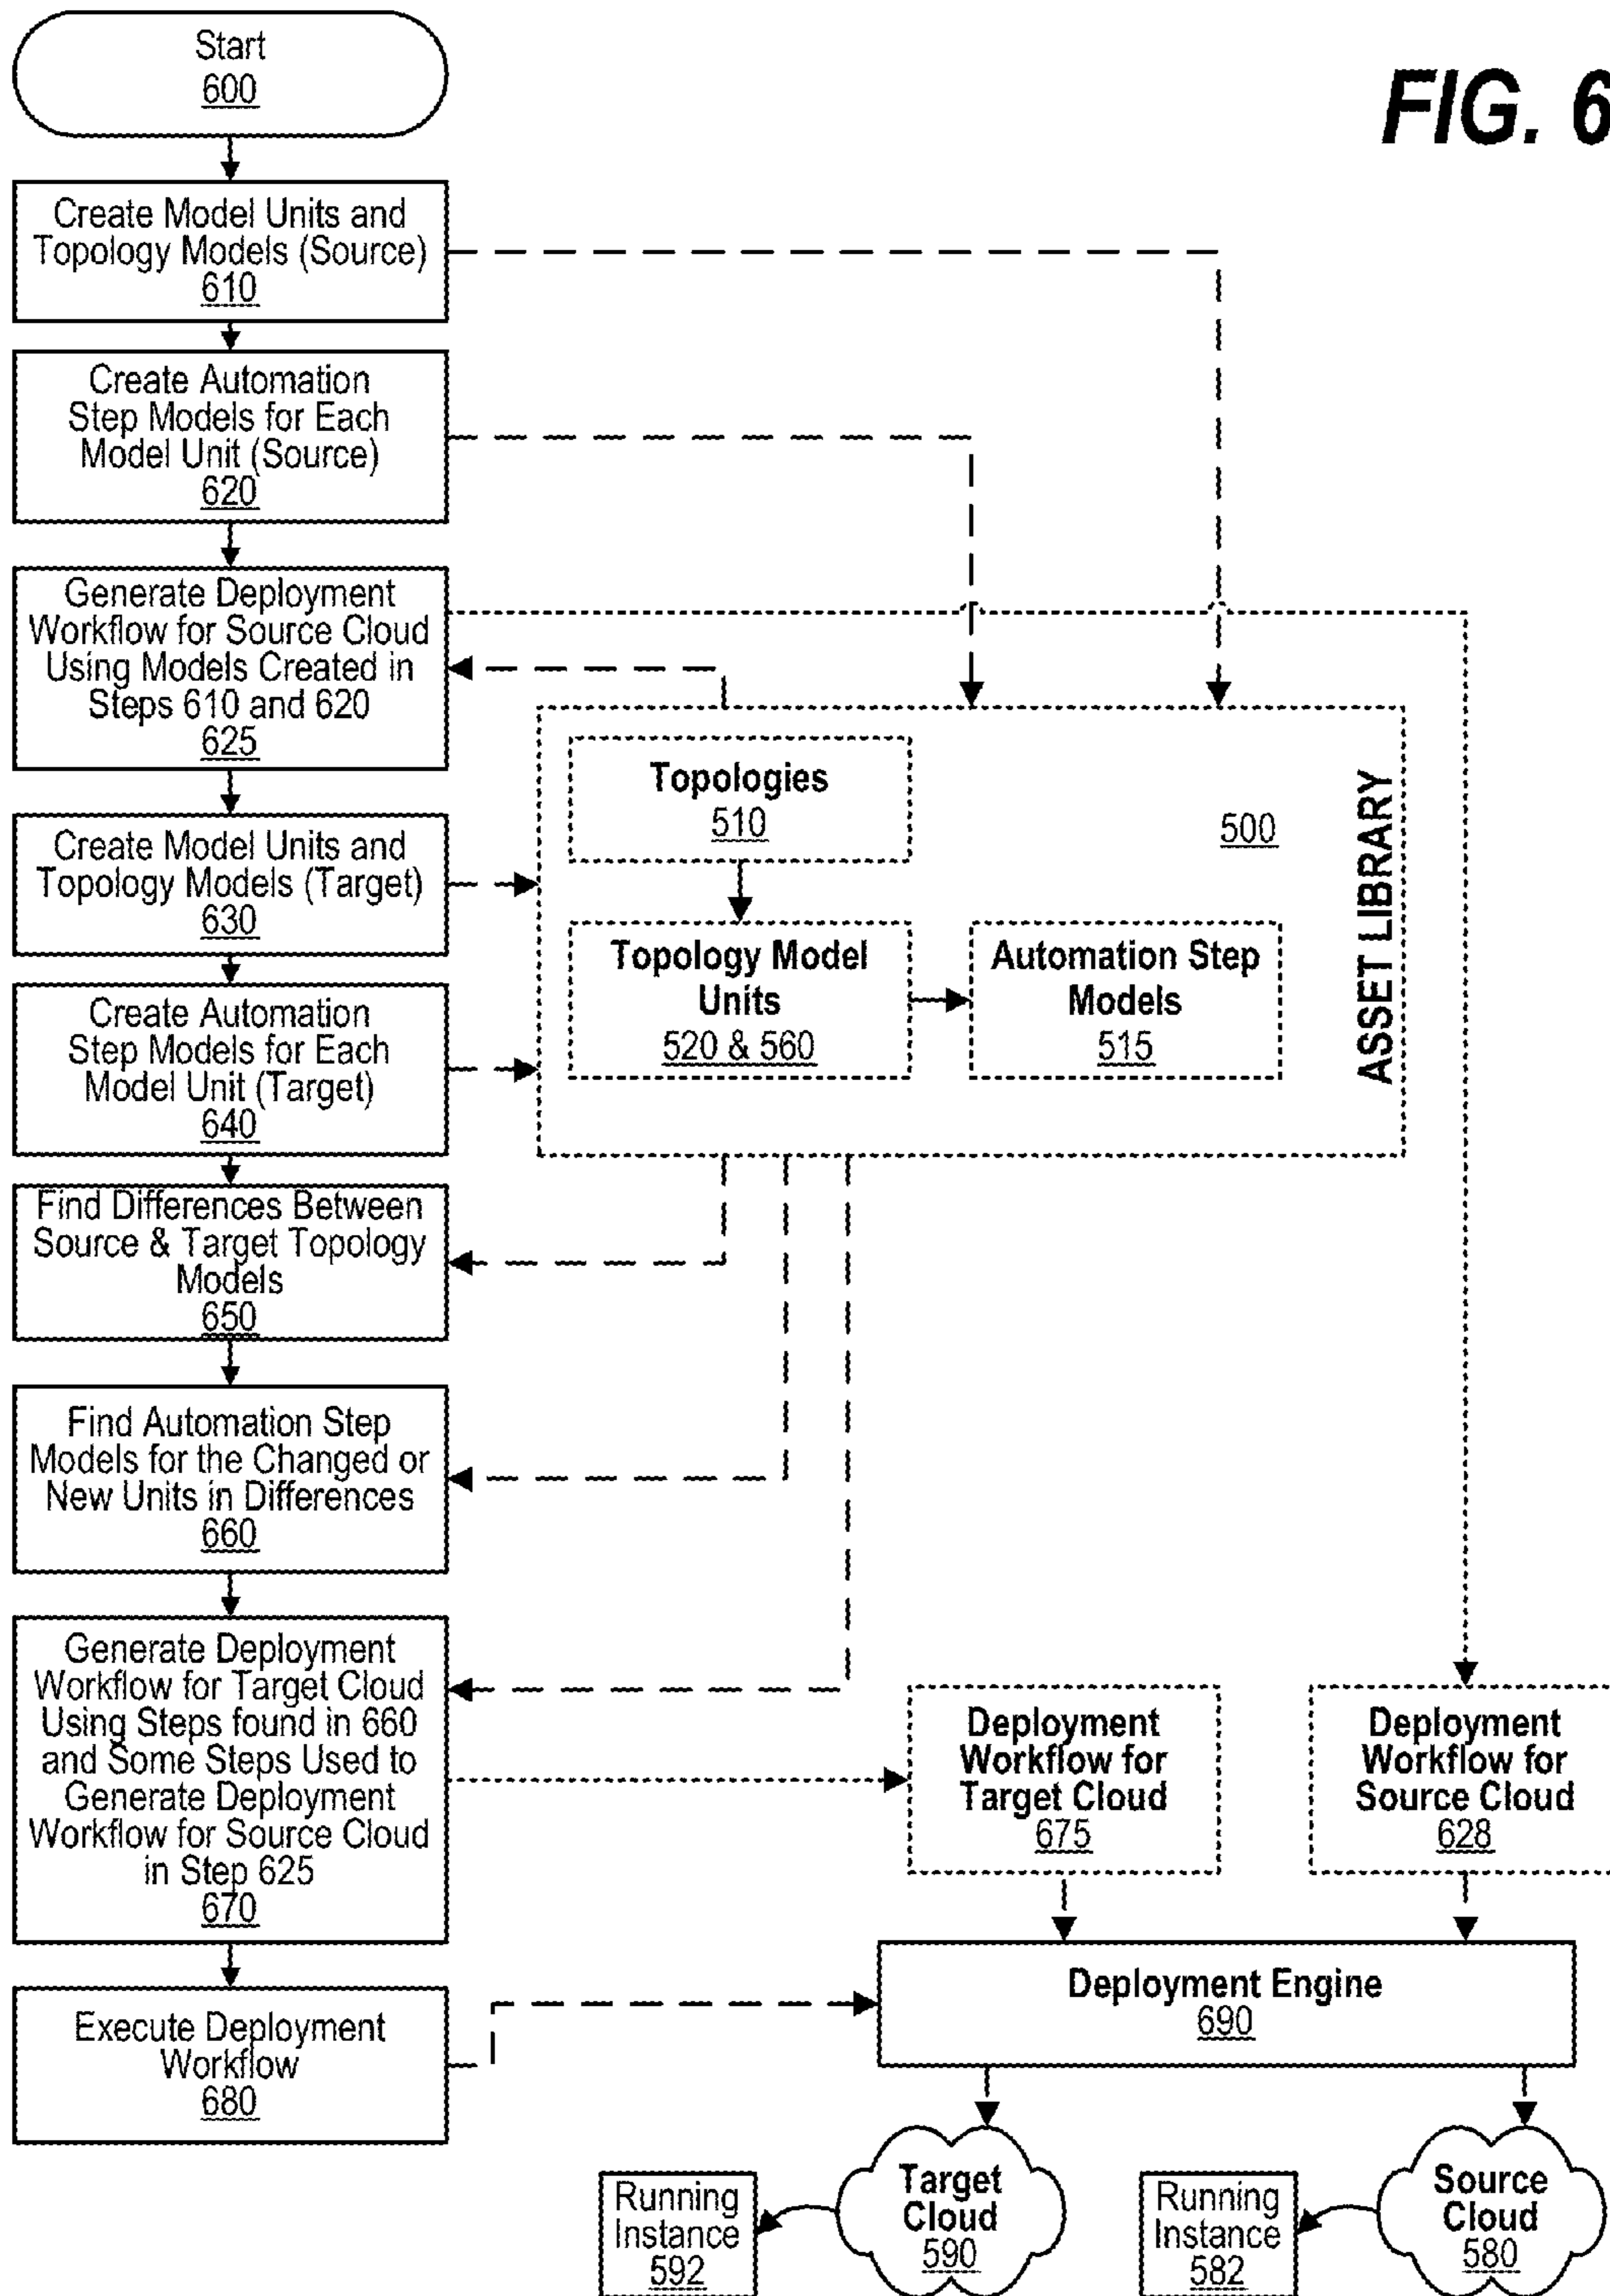 FIG. 6
Start
600
Create Model Units and
Topology Models (Source)
610
Create Automation
Step Models for Each
Model Unit (Source)
620
Generate Deployment
Workflow for Source Cloud
Using Models Created in
Steps 610 and 620
625
Create Model Units and
Topology Models (Target)
630
Create Automation
Step Models for Each
Model Unit (Target)
640
Find Differences Between
Source & Target Topology
Models
650
Find Automation Step
Models for the Changed or
New Units in Differences
660
Generate Deployment
Workflow for Target Cloud
Using Steps found in 660
and Some Steps Used to
Generate Deployment
Workflow for Source Cloud
in Step 625
670
Execute Deployment
Workflow
680
Topologies
510
500
ASSET LIBRARY
Topology Model
Units
520 & 560
Automation Step
Models
515
Deployment
Workflow for
Target Cloud
675
Deployment
Workflow for
Source Cloud
628
Deployment Engine
690
Running
Instance
592
Target
Cloud
590
Running
Instance
582
Source
Cloud
580